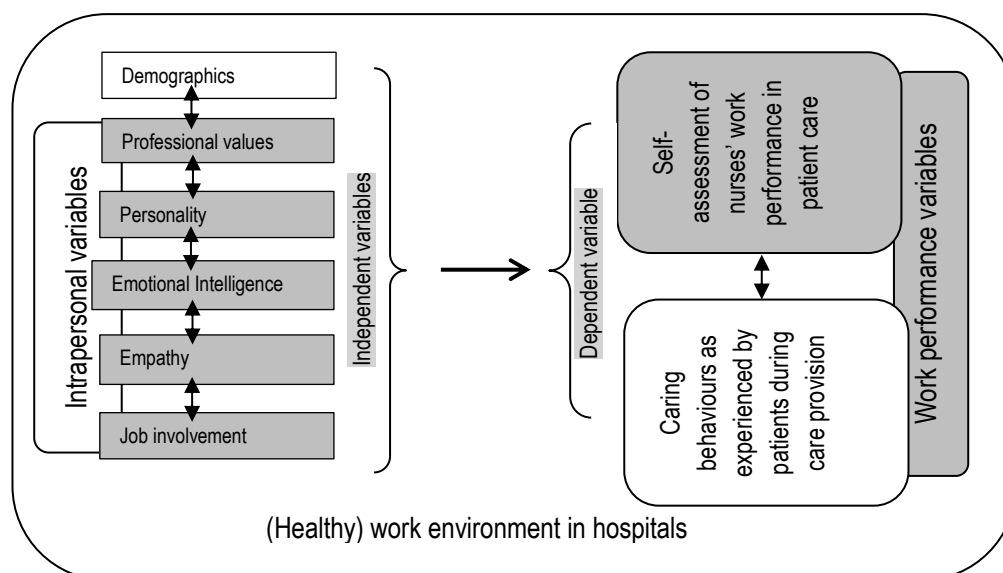 Demographics
Professional values
Personality
Emotional Intelligence
Empathy
Job involvement
Intrapersonal variables
Independent variables
Dependent variable
Self-
assessment of
nurses' work
performance in
patient care
Caring
behaviours as
experienced by
patients during
care provision
Work performance variables
(Healthy) work environment in hospitals